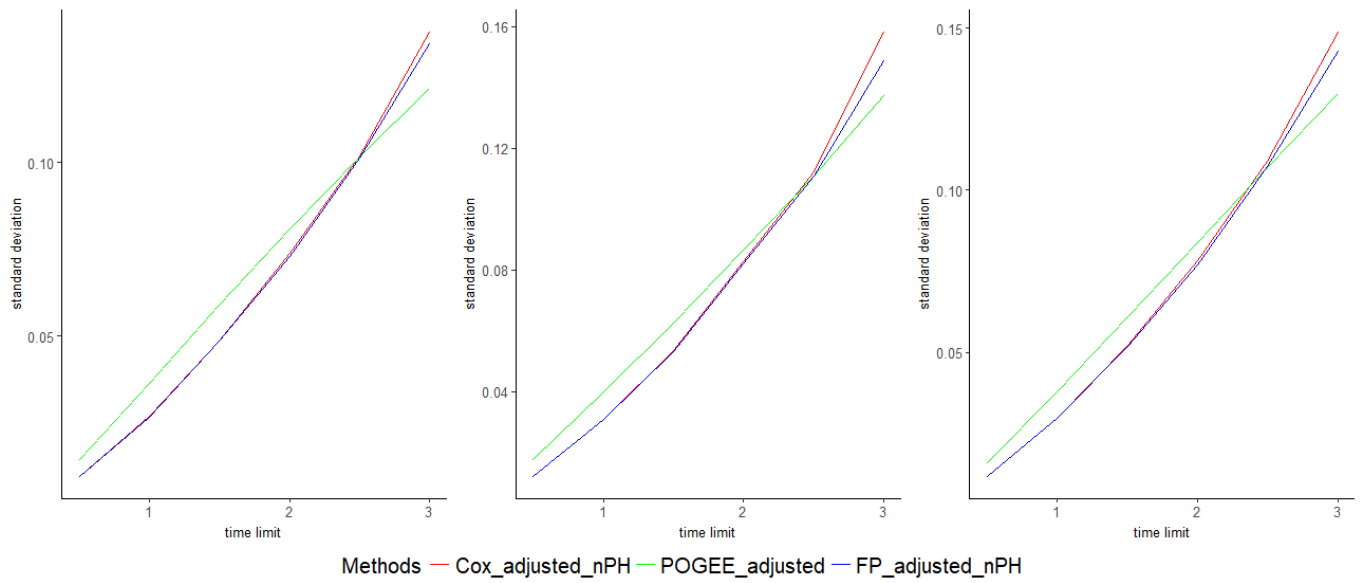 0.10
0.05
standard deviation
1 2 3
time limit
0.16
0.12
0.08
0.04
standard deviation
1 2 3
time limit
0.15
0.10
0.05
standard deviation
1 2 3
time limit
Methods Cox_adjusted_nPH POGEE_adjusted FP_adjusted_nPH